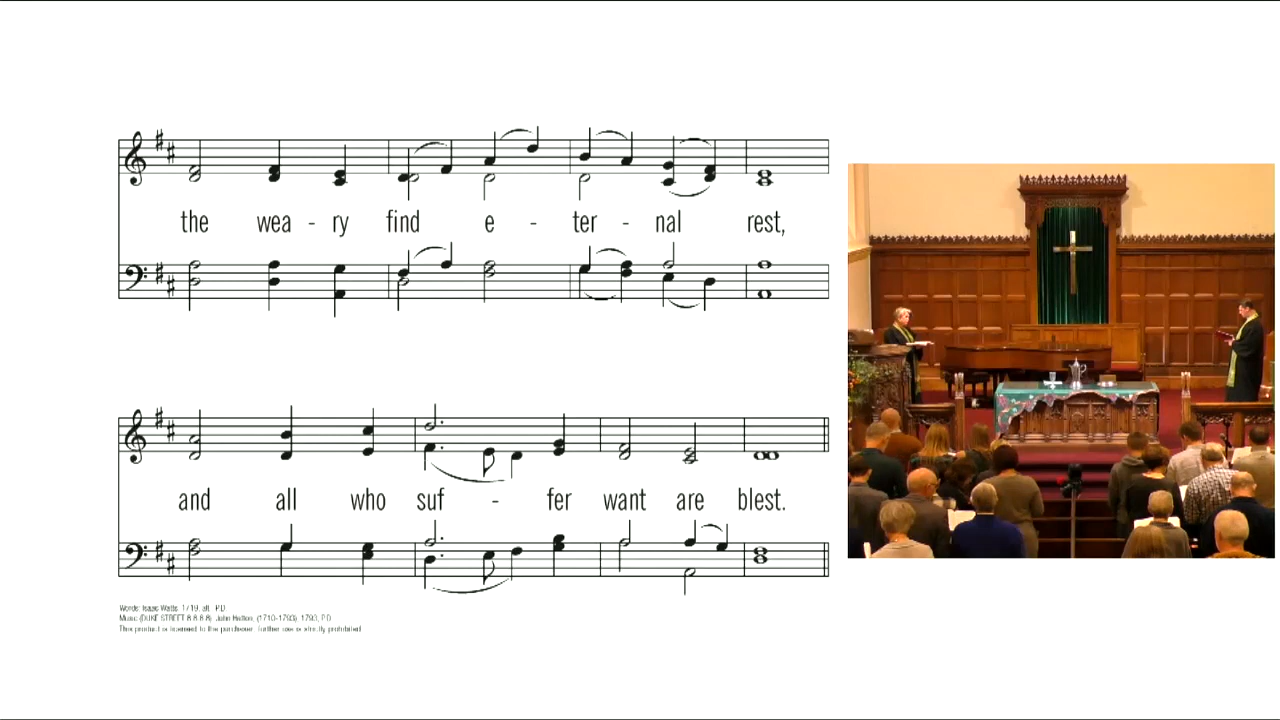 the wea - ry find e - ter - nal rest,
and all who suf - fer want are blest.
Words: Isaac Watts, 1719, alt. P.D.
Music (DUKE STREET 8.8.8.8), John Hatton, (1710-1793), 1793, P.D.
This product is licensed to the purchaser, further use is strictly prohibited.